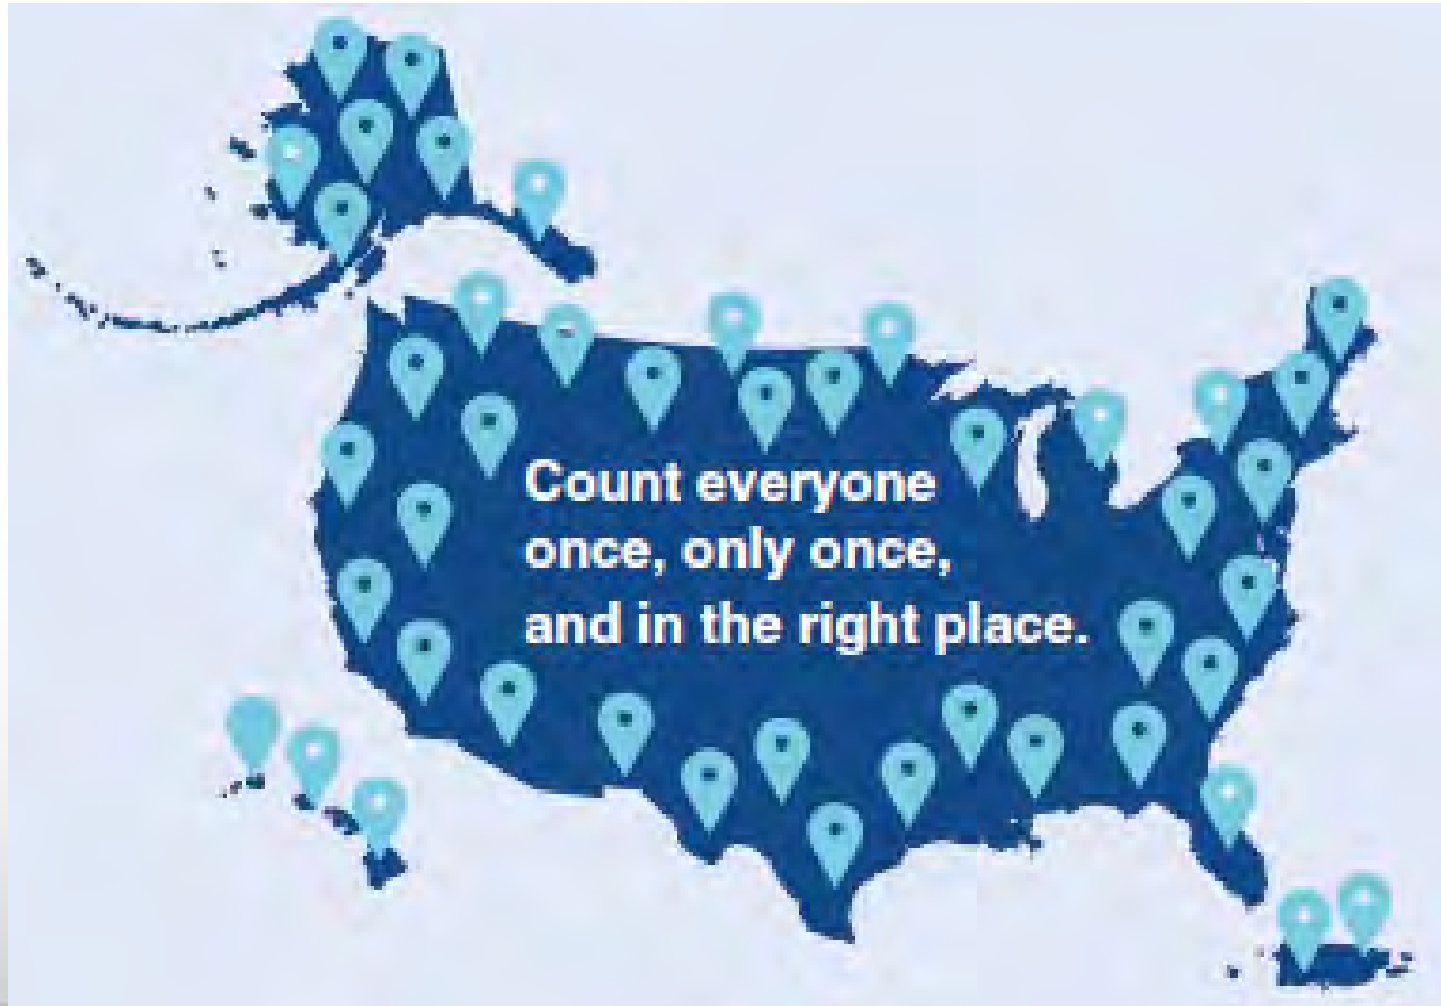 Count everyone
once, only once,
and in the right place.